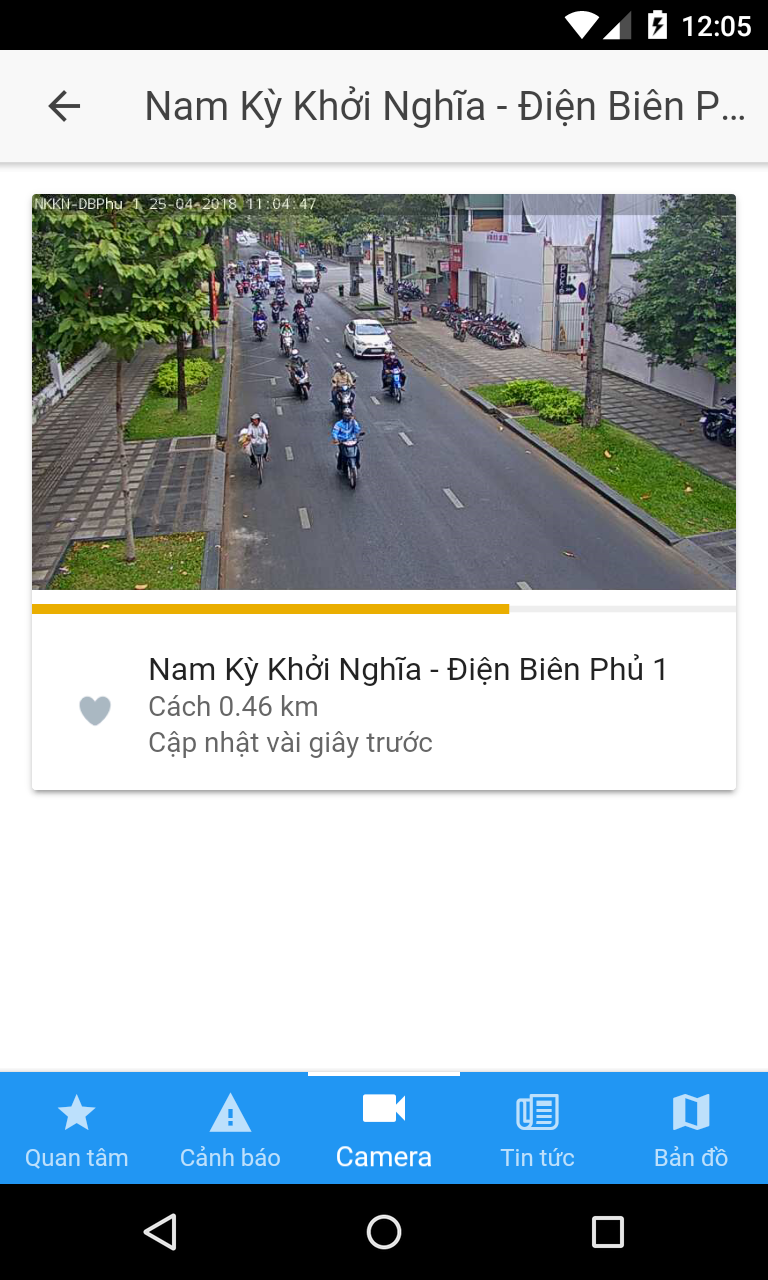 12:05
Nam Kỳ Khởi Nghĩa - Điện Biên P...
NKKN-DBPhu 1 25-04-2018 11:04:47
Nam Kỳ Khởi Nghĩa - Điện Biên Phủ 1
Cách 0.46 km
Cập nhật vài giây trước
Quan tâm
Cảnh báo
Camera
Tin tức
Bản đồ